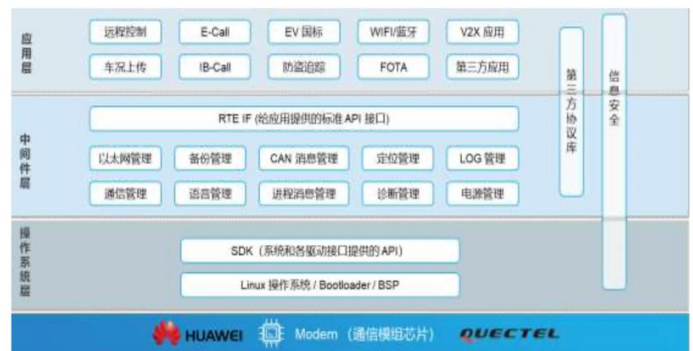 应用层
远程控制
E-Call
EV 国标
WIFI/蓝牙
V2X 应用
车况上传
IB-Call
防盗追踪
FOTA
第三方应用
第三方协议库
信息安全
中间件层
RTE IF (给应用提供的标准 API 接口)
以太网管理
备份管理
CAN 消息管理
定位管理
LOG 管理
通信管理
语音管理
进程消息管理
诊断管理
电源管理
操作系统层
SDK（系统和各驱动接口提供的 API）
Linux 操作系统 / Bootloader / BSP
HUAWEI
Modem （通信模组芯片）
QUECTEL